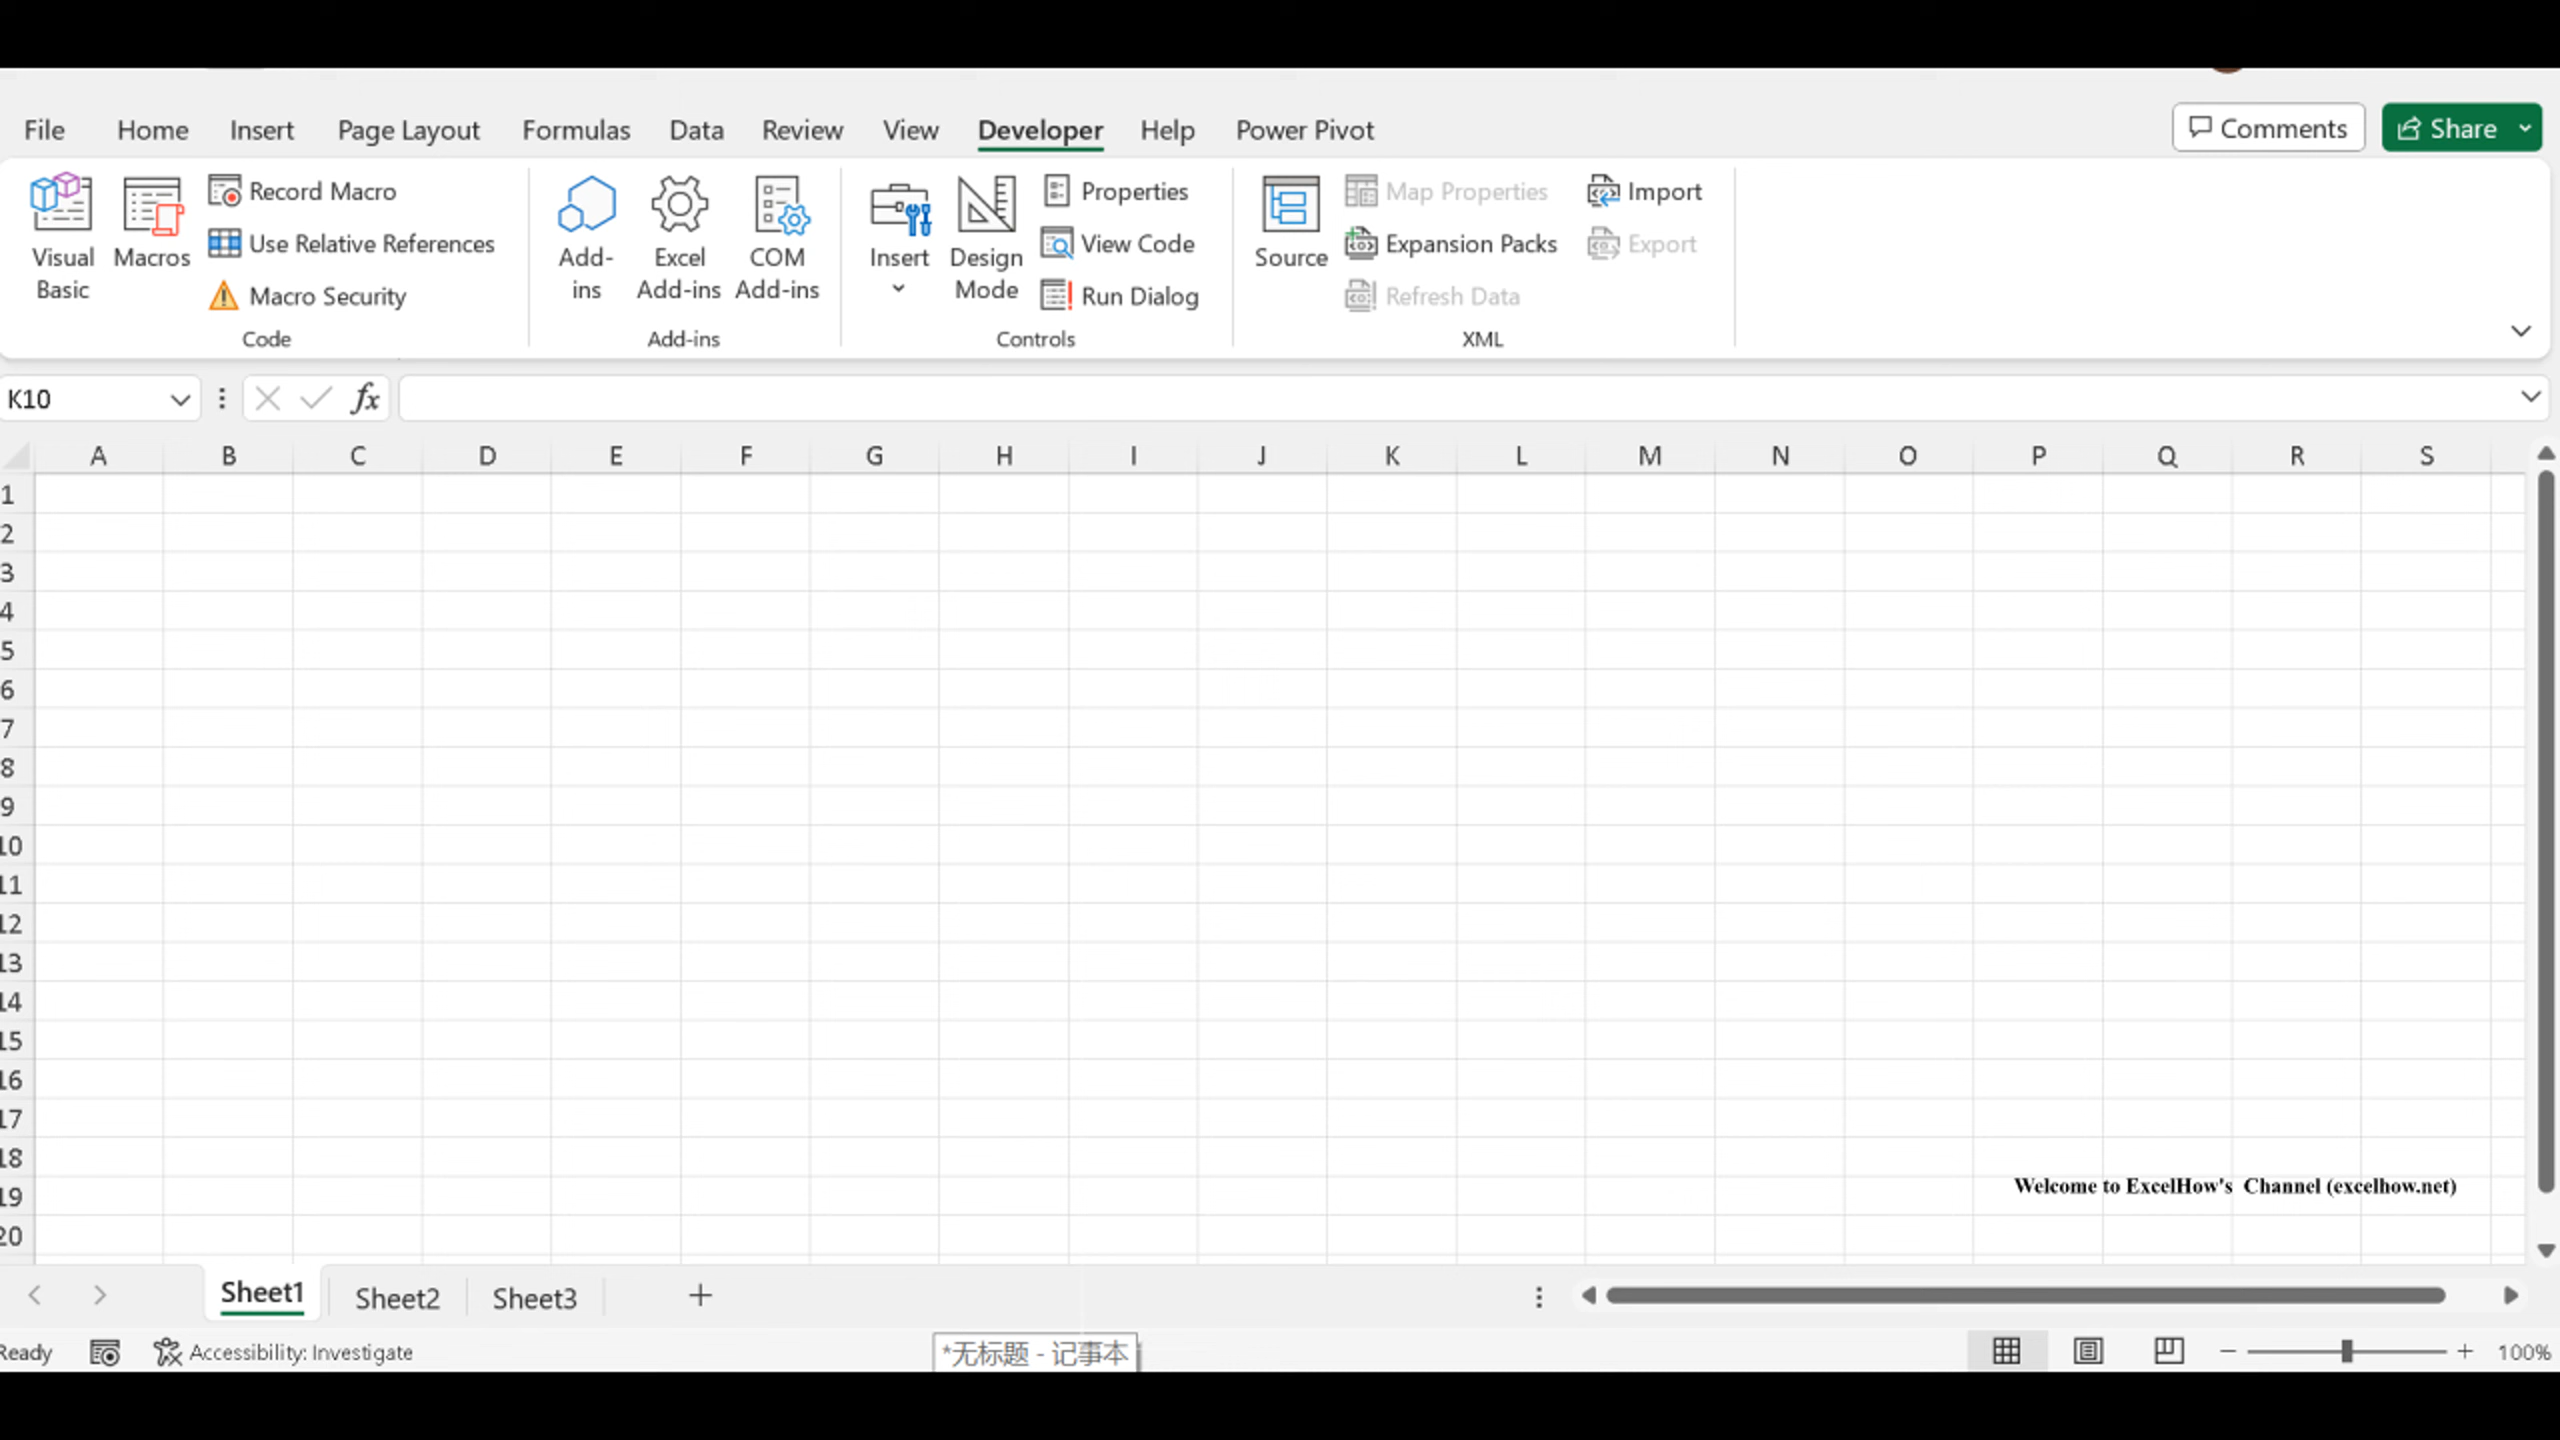 File Home Insert Page Layout Formulas Data Review View Developer Help Power Pivot Comments Share
Record Macro Properties Map Properties Import
Use Relative References View Code Expansion Packs Export
Visual Macros Add- Excel COM Insert Design Source
Basic ins Add-ins Add-ins Mode
Macro Security Run Dialog Refresh Data
Code Add-ins Controls XML
K10 fx
A B C D E F G H I J K L M N O P Q R S
1
2
3
4
5
6
7
8
9
10
11
12
13
14
15
16
17
18
19 Welcome to ExcelHow's Channel (excelhow.net)
20
Sheet1 Sheet2 Sheet3
Ready Accessibility: Investigate *无标题 - 记事本 100%